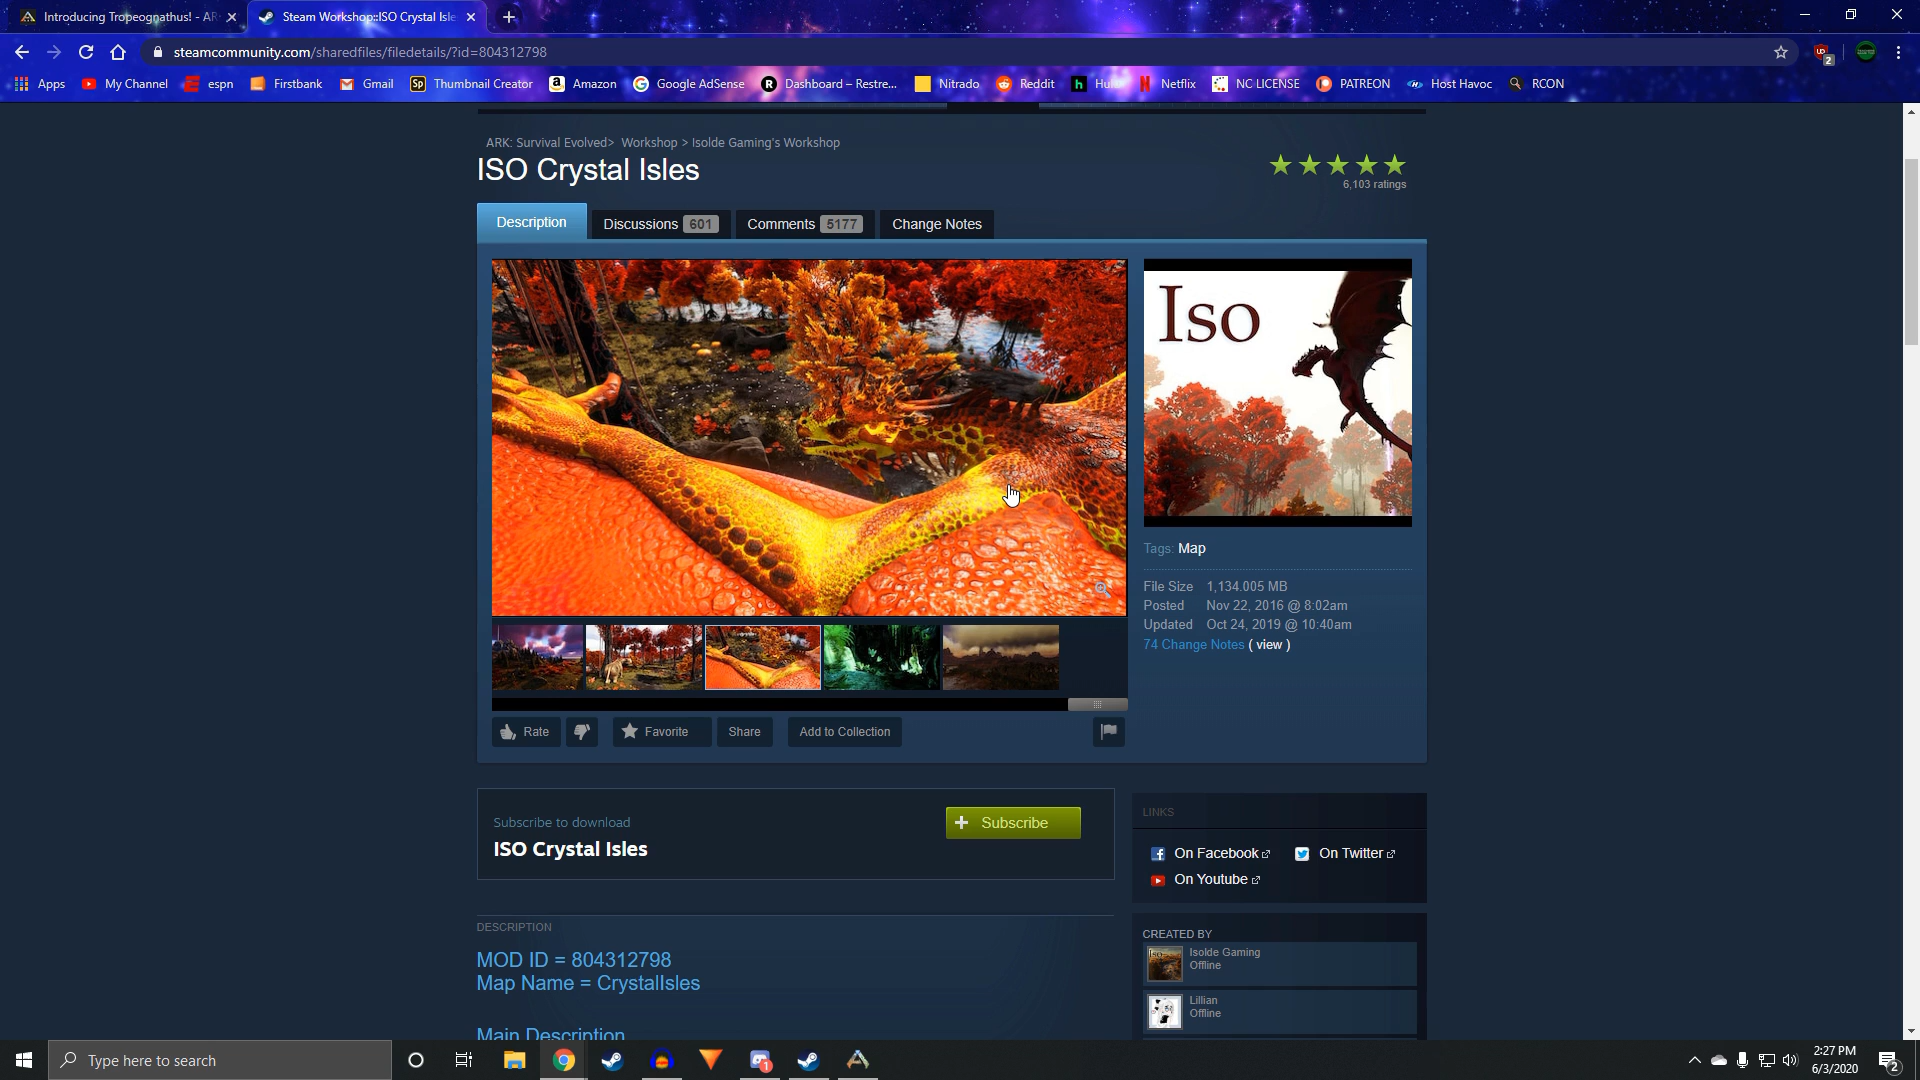 Introducing Tropeognathus! - AR
Steam Workshop::ISO Crystal Isle
steamcommunity.com/sharedfiles/filedetails/?id=804312798
2
Apps My Channel espn Firstbank Gmail Sp Thumbnail Creator Amazon Google AdSense Dashboard – Restre... Nitrado Reddit Netflix NC LICENSE PATREON Host Havoc RCON
ARK: Survival Evolved> Workshop > Isolde Gaming's Workshop
ISO Crystal Isles
6,103 ratings
Description Discussions 601 Comments 5177 Change Notes
Iso
Tags: Map
File Size 1,134.005 MB
Posted Nov 22, 2016 @ 8:02am
Updated Oct 24, 2019 @ 10:40am
74 Change Notes ( view )
Rate Favorite Share Add to Collection
Subscribe to download
ISO Crystal Isles
+ Subscribe
LINKS
On Facebook On Twitter
On Youtube
DESCRIPTION
MOD ID = 804312798
Map Name = CrystalIsles
Main Description
CREATED BY
Isolde Gaming
Offline
Lillian
Offline
Type here to search
1
2:27 PM
6/3/2020
2